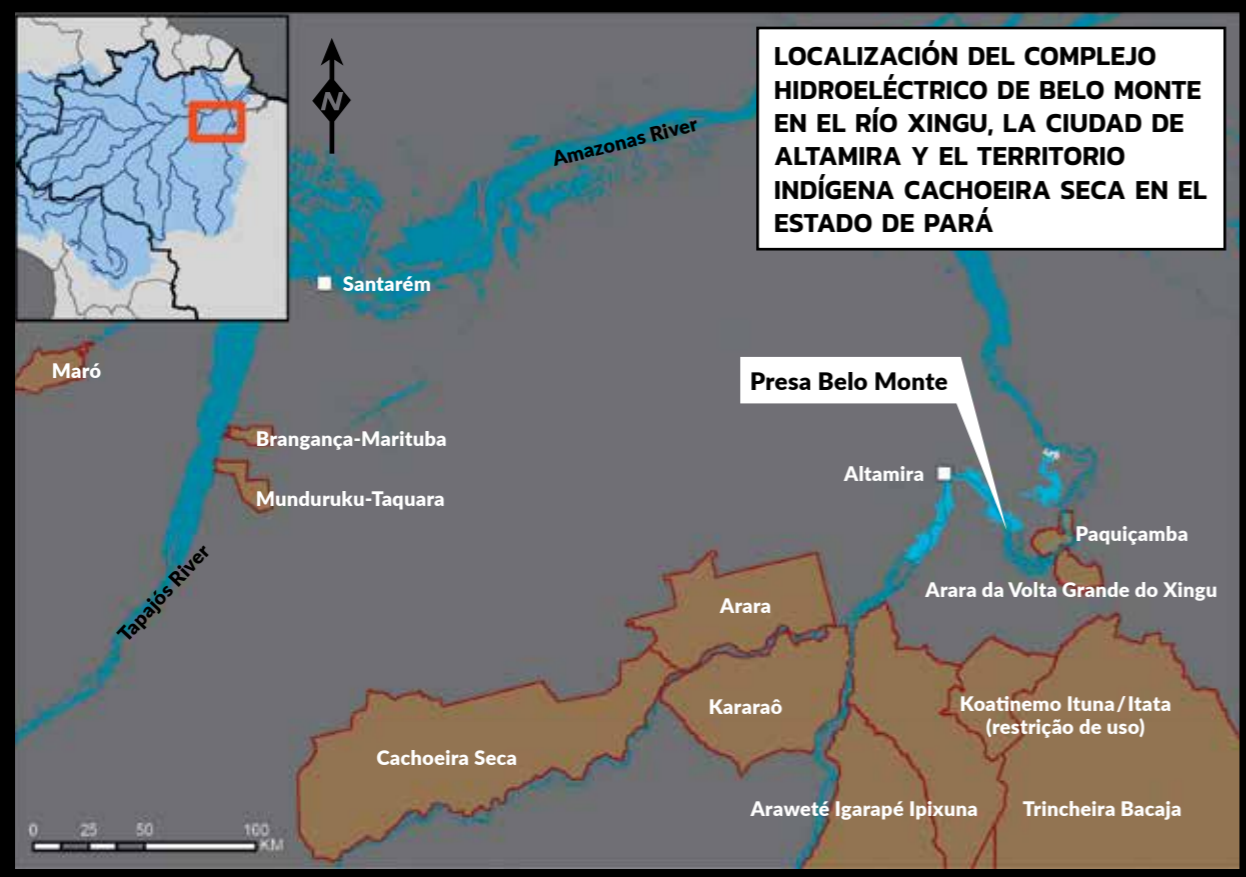 LOCALIZACIÓN DEL COMPLEJO
HIDROELÉCTRICO DE BELO MONTE
EN EL RÍO XINGU, LA CIUDAD DE
ALTAMIRA Y EL TERRITORIO
INDÍGENA CACHOEIRA SECA EN EL
ESTADO DE PARÁ
N
Amazonas River
Santarém
Maró
Presa Belo Monte
Brangança-Marituba
Altamira
Munduruku-Taquara
Paquiçamba
Tapajós River
Arara da Volta Grande do Xingu
Arara
Kararaô
Koatinemo Ituna/Itata
(restrição de uso)
Cachoeira Seca
Araweté Igarapé Ipixuna
Trincheira Bacaja
0 25 50 100
KM